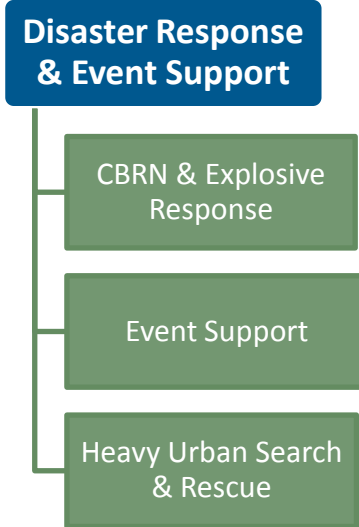 Disaster Response
& Event Support
CBRN & Explosive
Response
Event Support
Heavy Urban Search
& Rescue